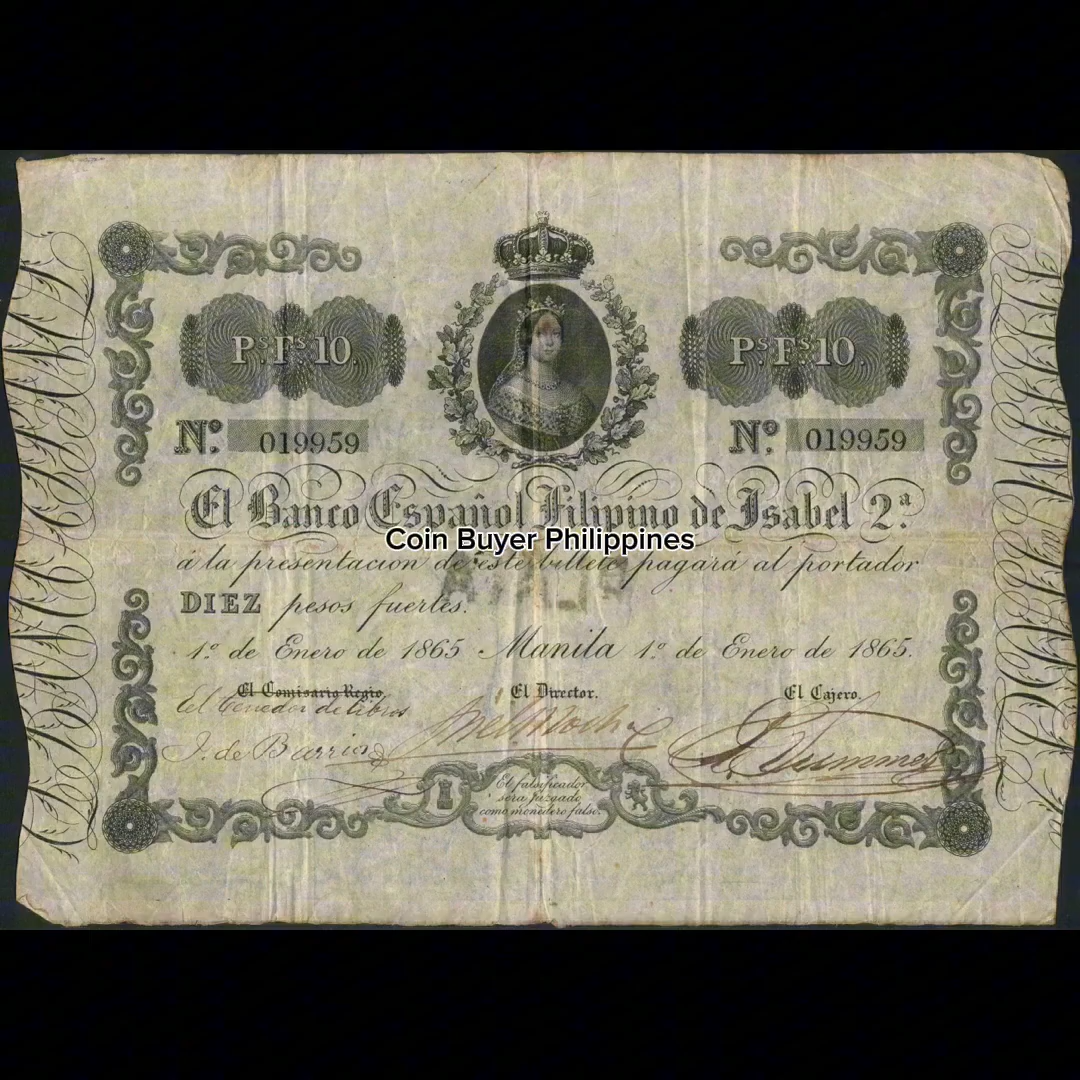 Pˢ. Fˢ. 10.
Pˢ. Fˢ. 10.
Nº. 019959
Nº. 019959
El Banco Español Filipino de Isabel 2.ª
Coin Buyer Philippines
á la presentacion de este billete pagará al portador
DIEZ pesos fuertes.
1º. de Enero de 1865 Manila 1º. de Enero de 1865.
El Comisario Regio,
El Director.
El Cajero.
El tenedor de libros
J. de Barrios
El falsificador
será juzgado
como monedero falso.